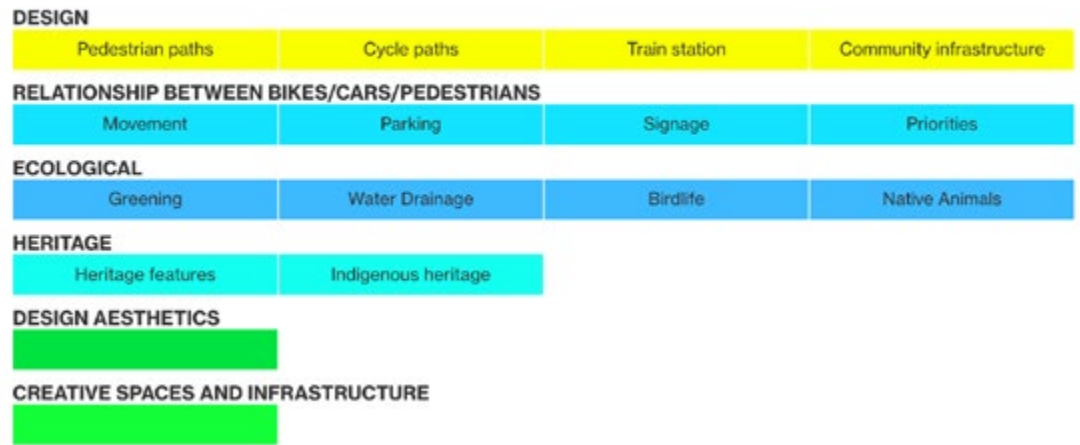 DESIGN
Pedestrian paths Cycle paths Train station Community infrastructure
RELATIONSHIP BETWEEN BIKES/CARS/PEDESTRIANS
Movement Parking Signage Priorities
ECOLOGICAL
Greening Water Drainage Birdlife Native Animals
HERITAGE
Heritage features Indigenous heritage
DESIGN AESTHETICS
CREATIVE SPACES AND INFRASTRUCTURE